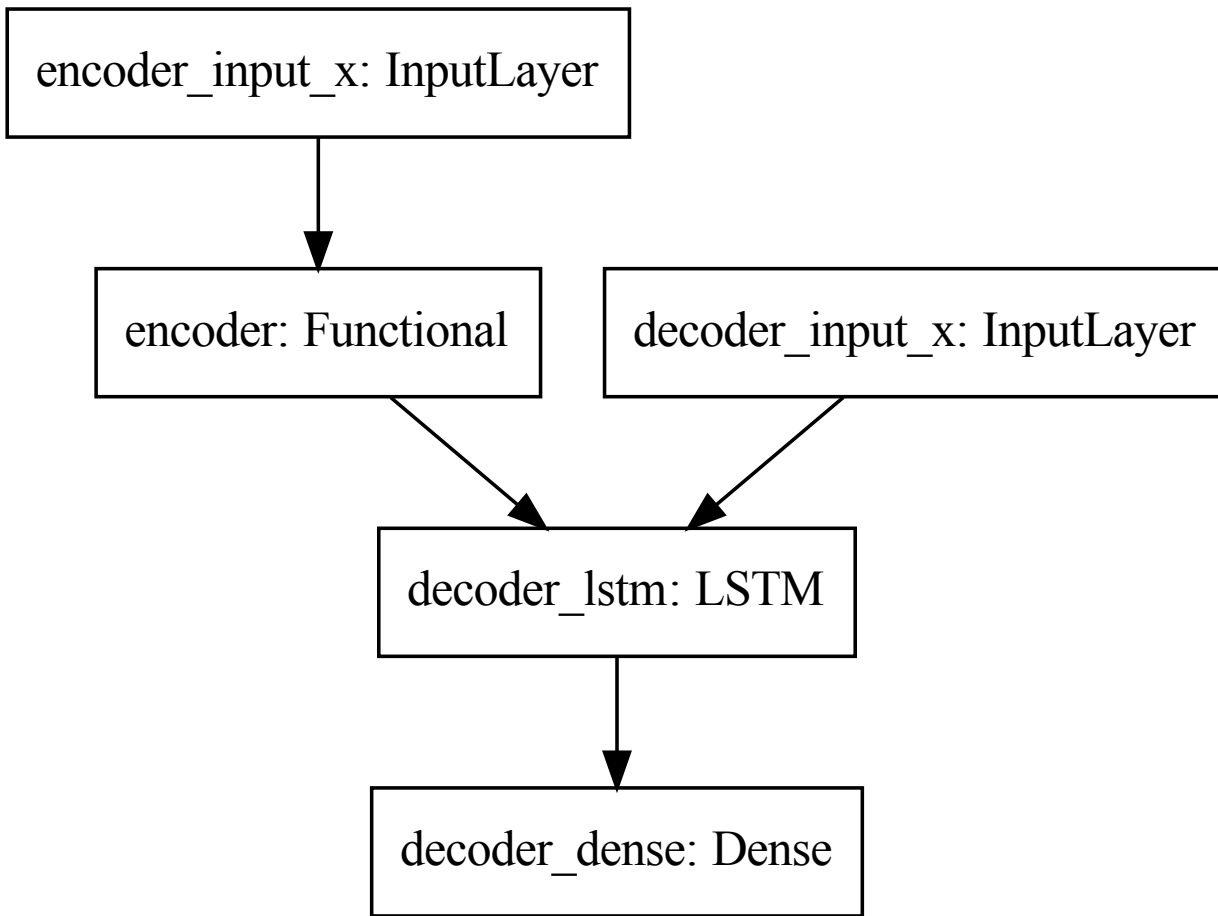 encoder_input_x: InputLayer
encoder: Functional
decoder_input_x: InputLayer
decoder_lstm: LSTM
decoder_dense: Dense